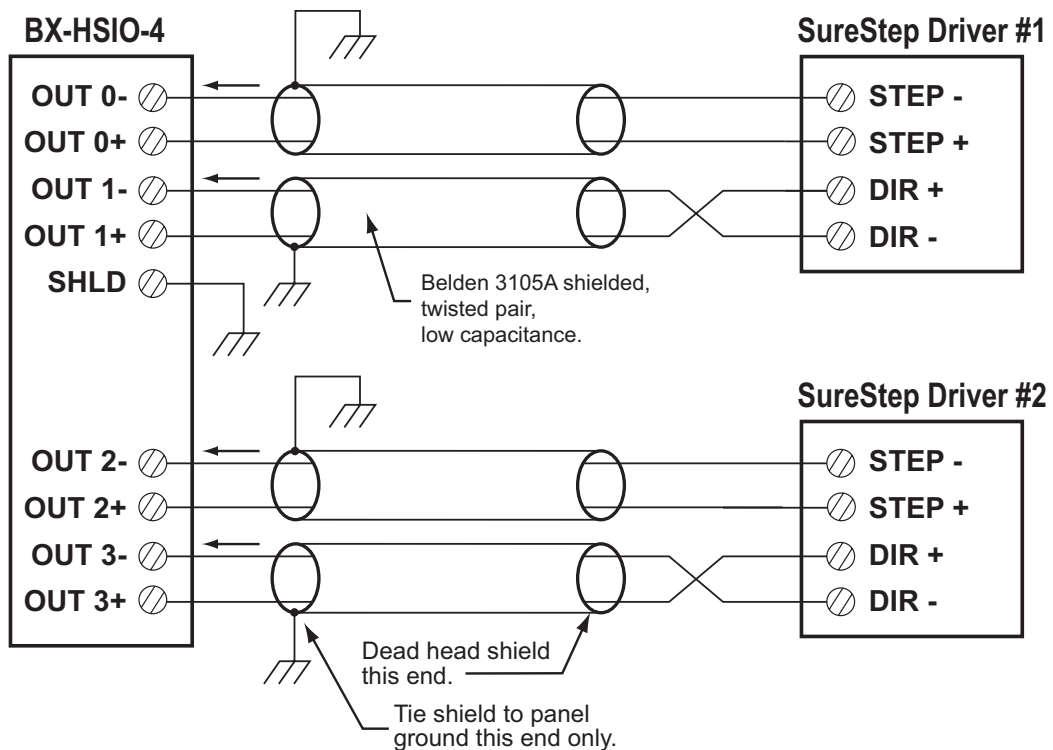 BX-HSIO-4
SureStep Driver #1
OUT 0-
OUT 0+
OUT 1-
OUT 1+
SHLD
STEP -
STEP +
DIR +
DIR -
Belden 3105A shielded,
twisted pair,
low capacitance.
SureStep Driver #2
OUT 2-
OUT 2+
OUT 3-
OUT 3+
STEP -
STEP +
DIR +
DIR -
Dead head shield
this end.
Tie shield to panel
ground this end only.